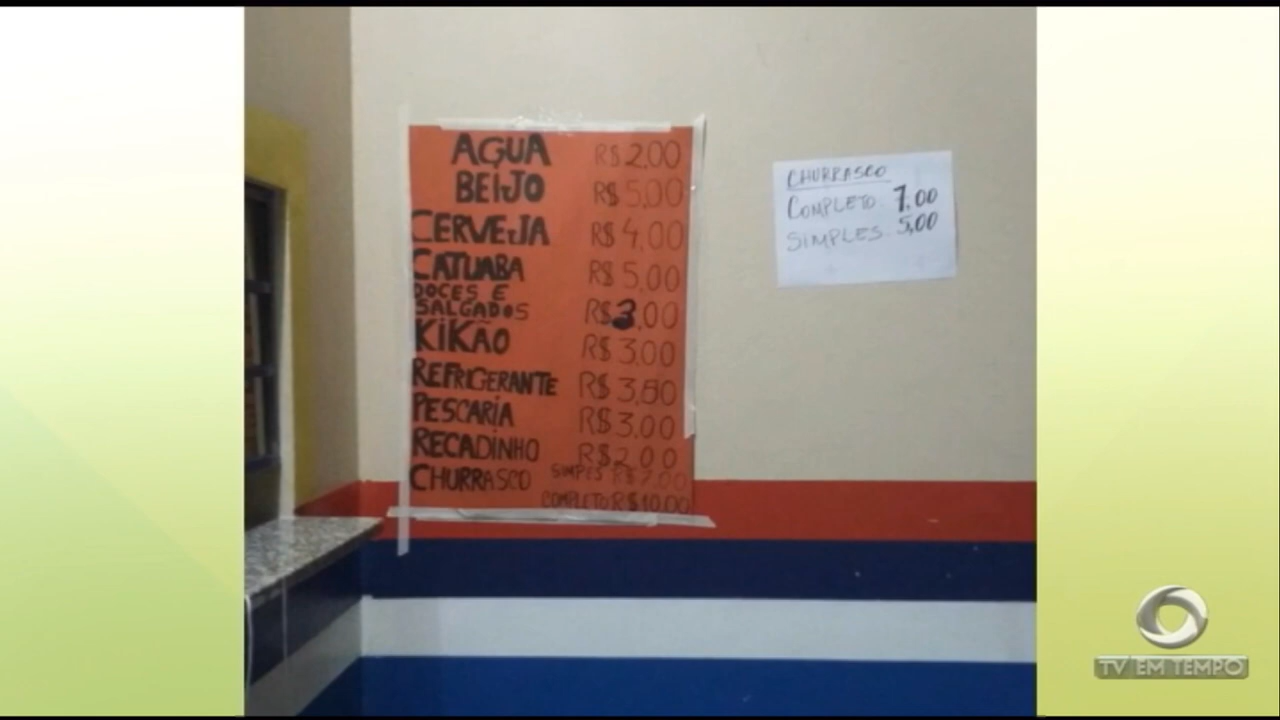 AGUA R$ 2,00
BEIJO R$ 5,00
CERVEJA R$ 4,00
CATUABA R$ 5,00
DOCES E
SALGADOS R$ 3,00
KIKÃO R$ 3,00
REFRIGERANTE R$ 3,80
PESCARIA R$ 3,00
RECADINHO R$ 2,00
CHURRASCO SIMPES R$ 7,00
COMPLETO R$ 10,00
CHURRASCO
COMPLETO 7,00
SIMPLES 5,00
TV EM TEMPO